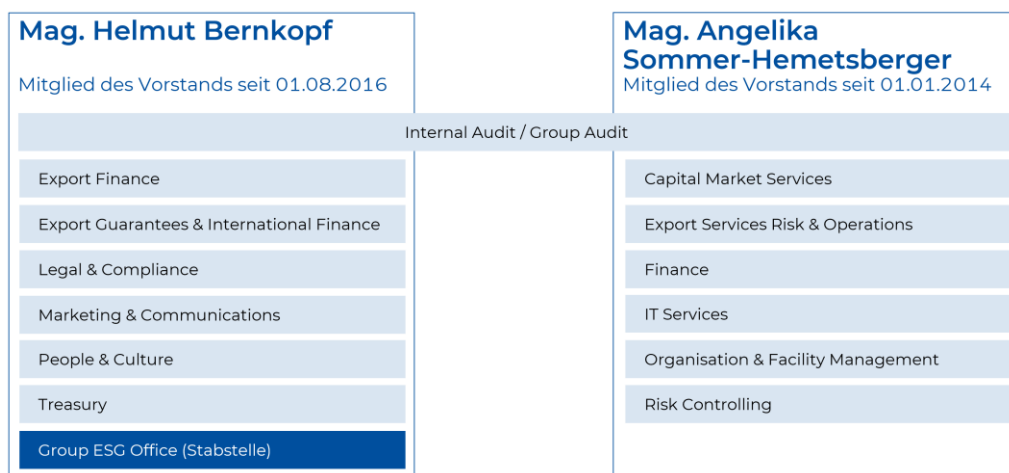 Mag. Helmut Bernkopf
Mitglied des Vorstands seit 01.08.2016
Mag. Angelika
Sommer-Hemetsberger
Mitglied des Vorstands seit 01.01.2014
Internal Audit / Group Audit
Export Finance
Export Guarantees & International Finance
Legal & Compliance
Marketing & Communications
People & Culture
Treasury
Group ESG Office (Stabstelle)
Capital Market Services
Export Services Risk & Operations
Finance
IT Services
Organisation & Facility Management
Risk Controlling